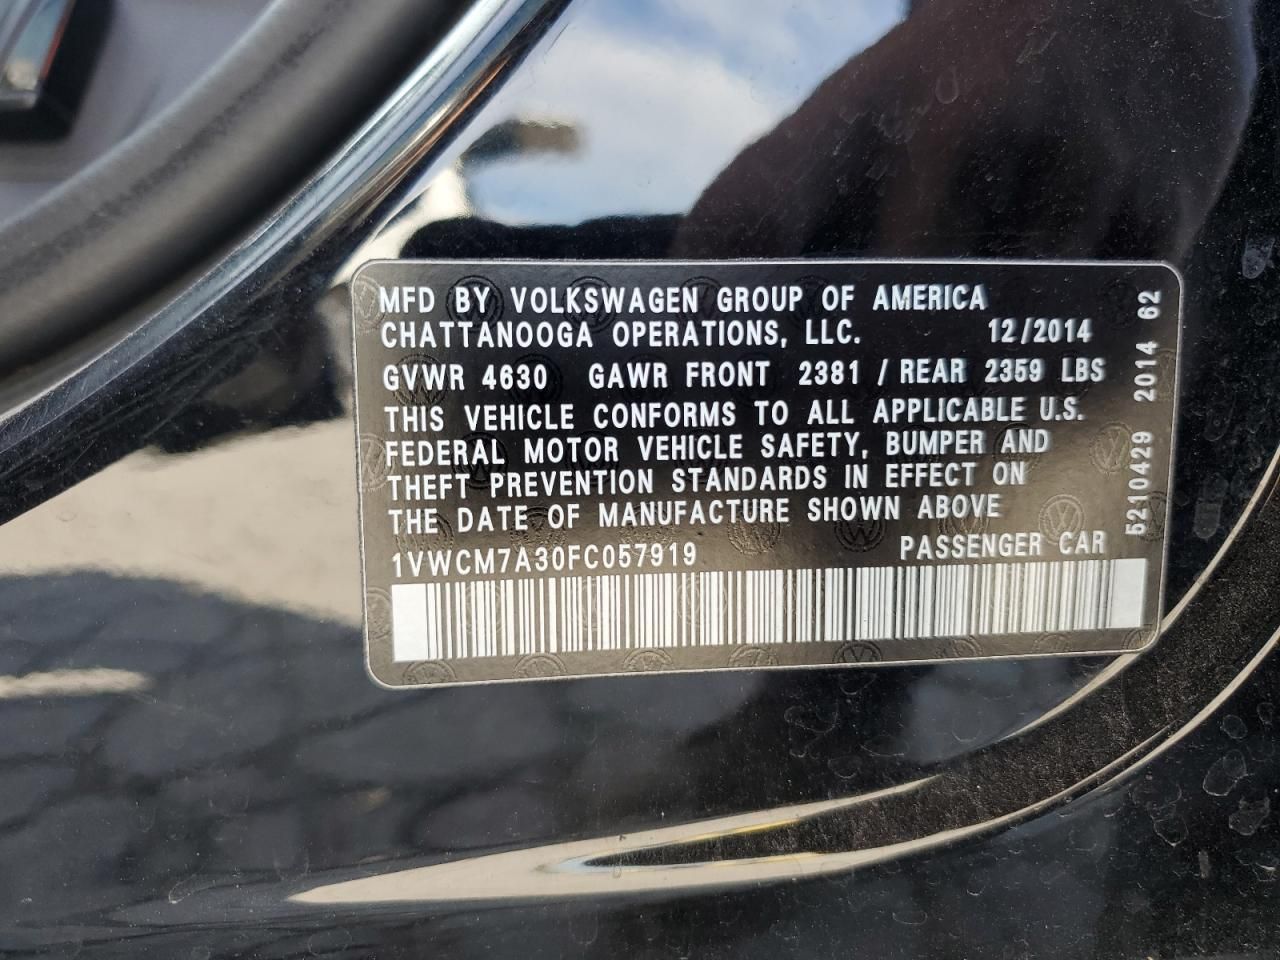 MFD BY VOLKSWAGEN GROUP OF AMERICA
CHATTANOOGA OPERATIONS, LLC. 12/2014
GVWR 4630 GAWR FRONT 2381 / REAR 2359 LBS
THIS VEHICLE CONFORMS TO ALL APPLICABLE U.S.
FEDERAL MOTOR VEHICLE SAFETY, BUMPER AND
THEFT PREVENTION STANDARDS IN EFFECT ON
THE DATE OF MANUFACTURE SHOWN ABOVE
1VWCM7A30FC057919 PASSENGER CAR
5210429 2014 62